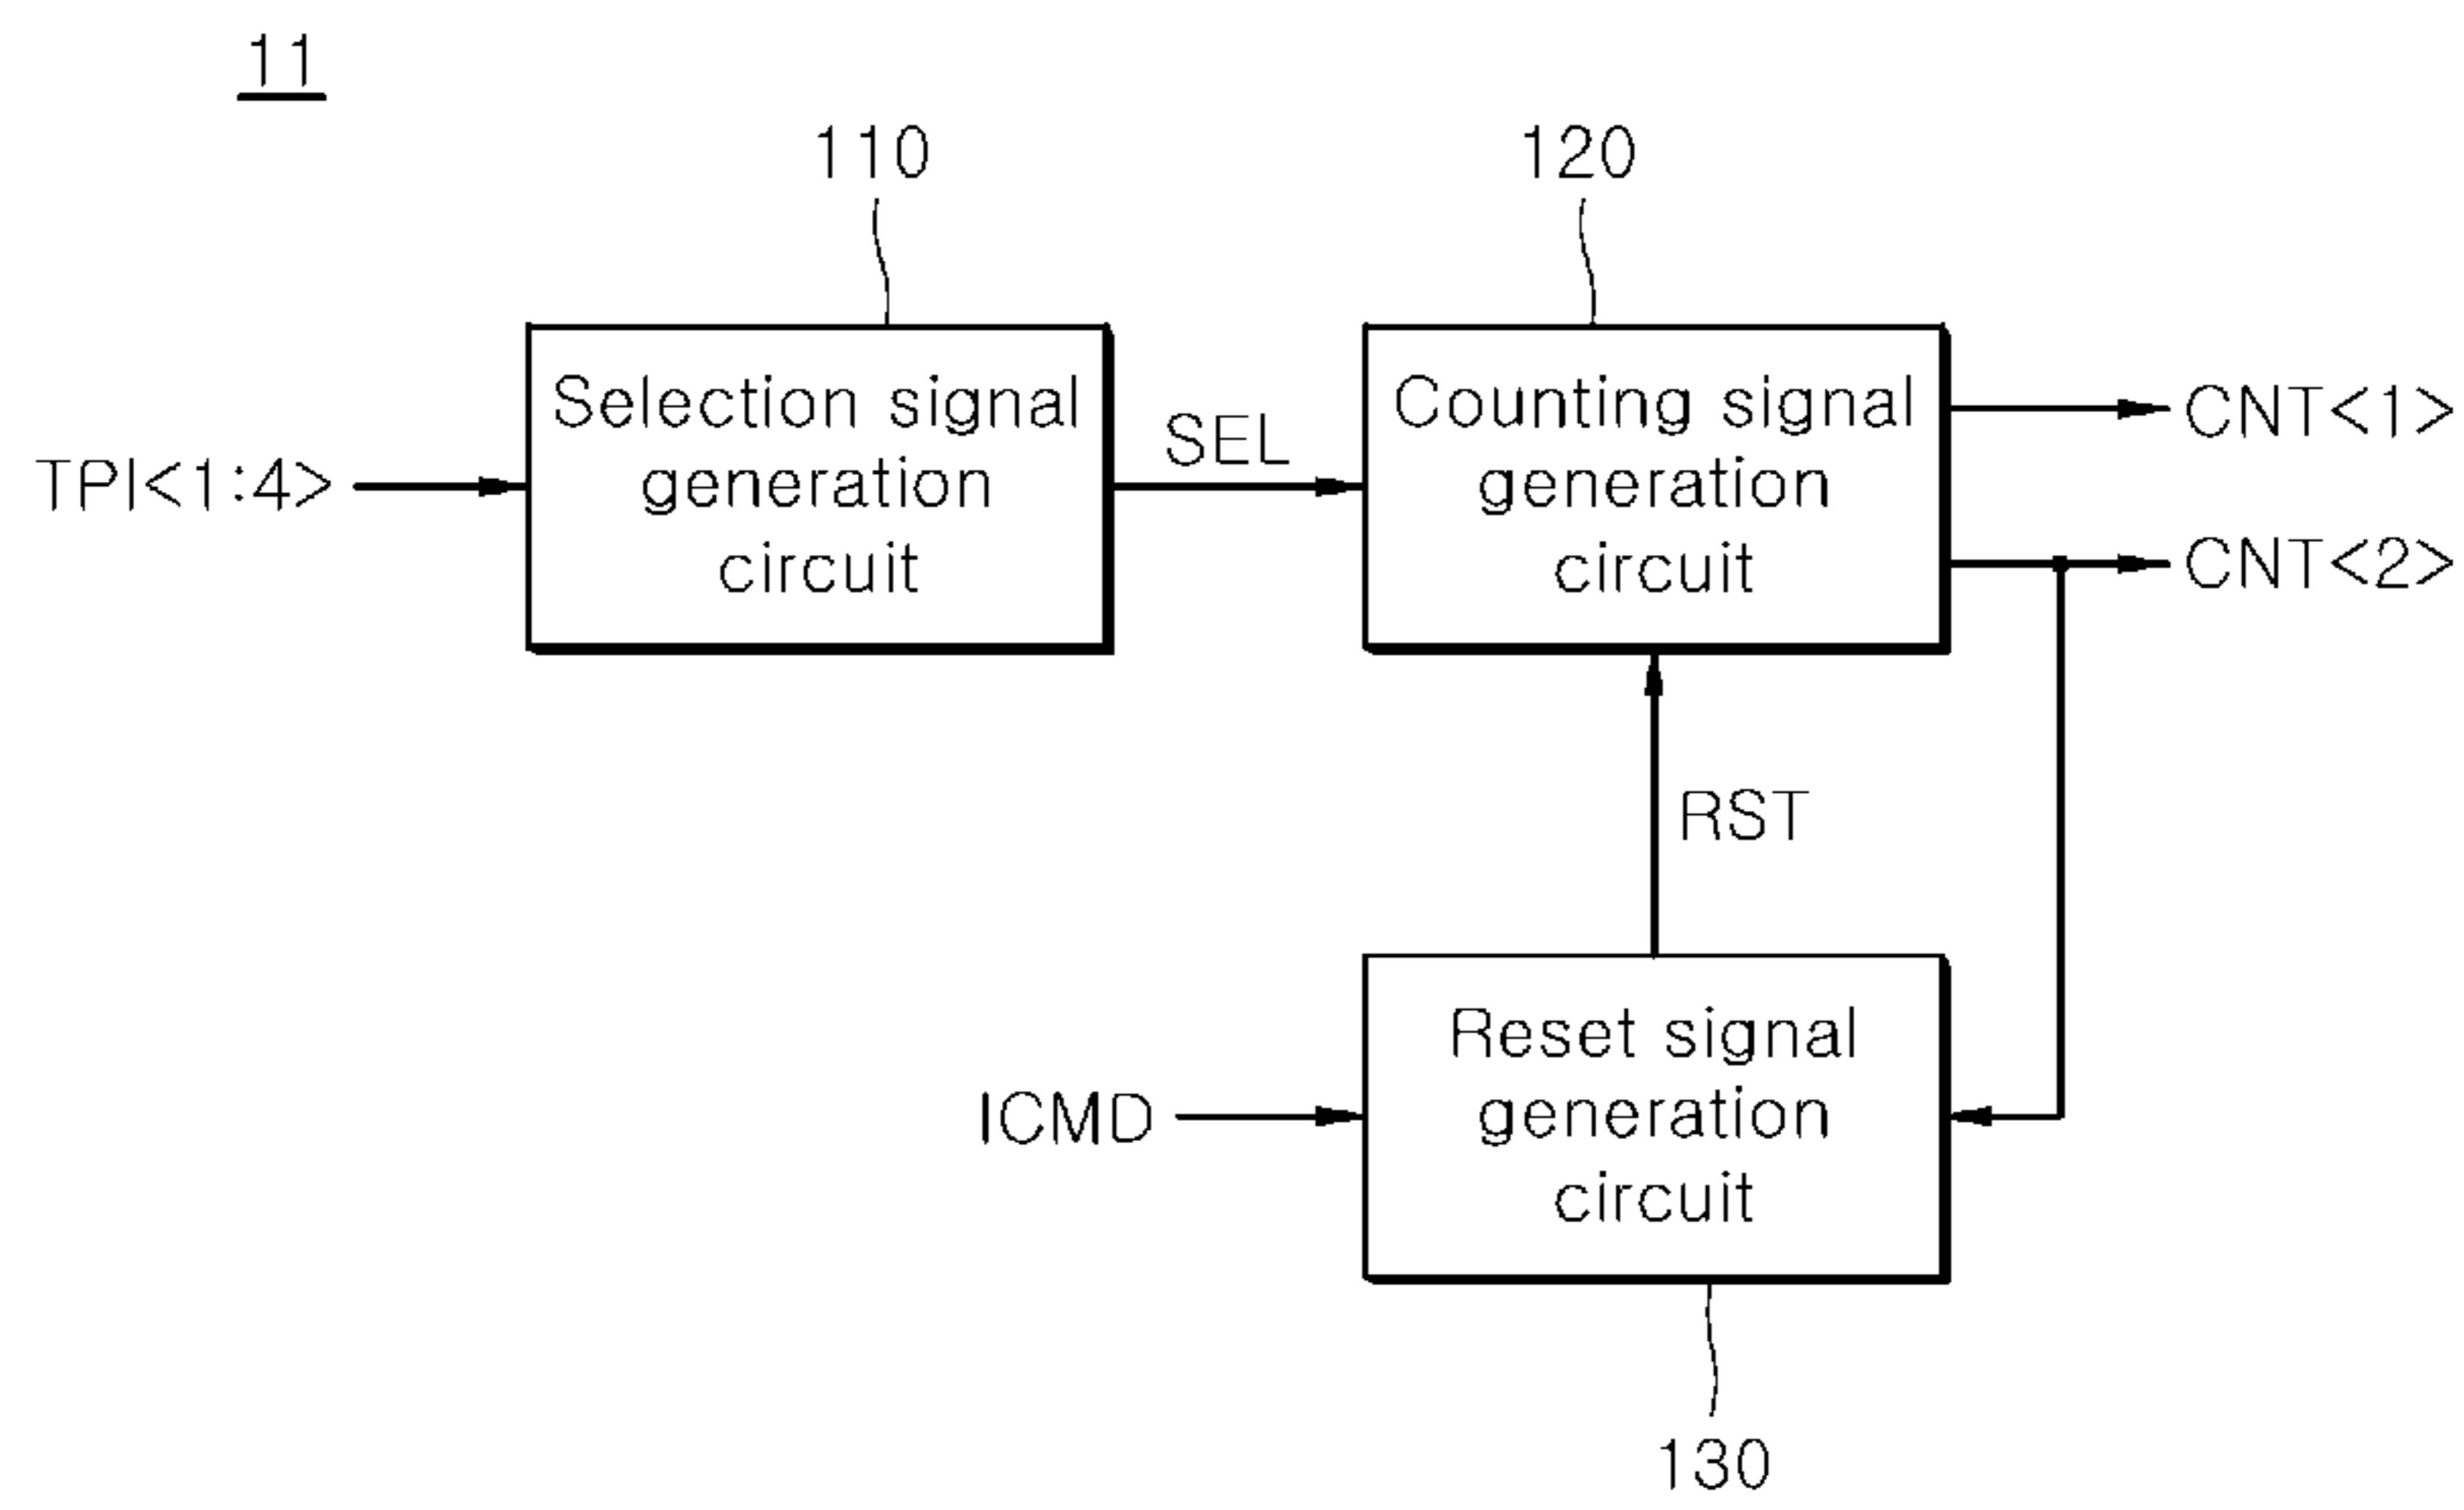 11
110
120
Selection signal
generation
circuit
Counting signal
generation
circuit
TPI<1:4>
SEL
CNT<1>
CNT<2>
RST
Reset signal
generation
circuit
ICMD
130